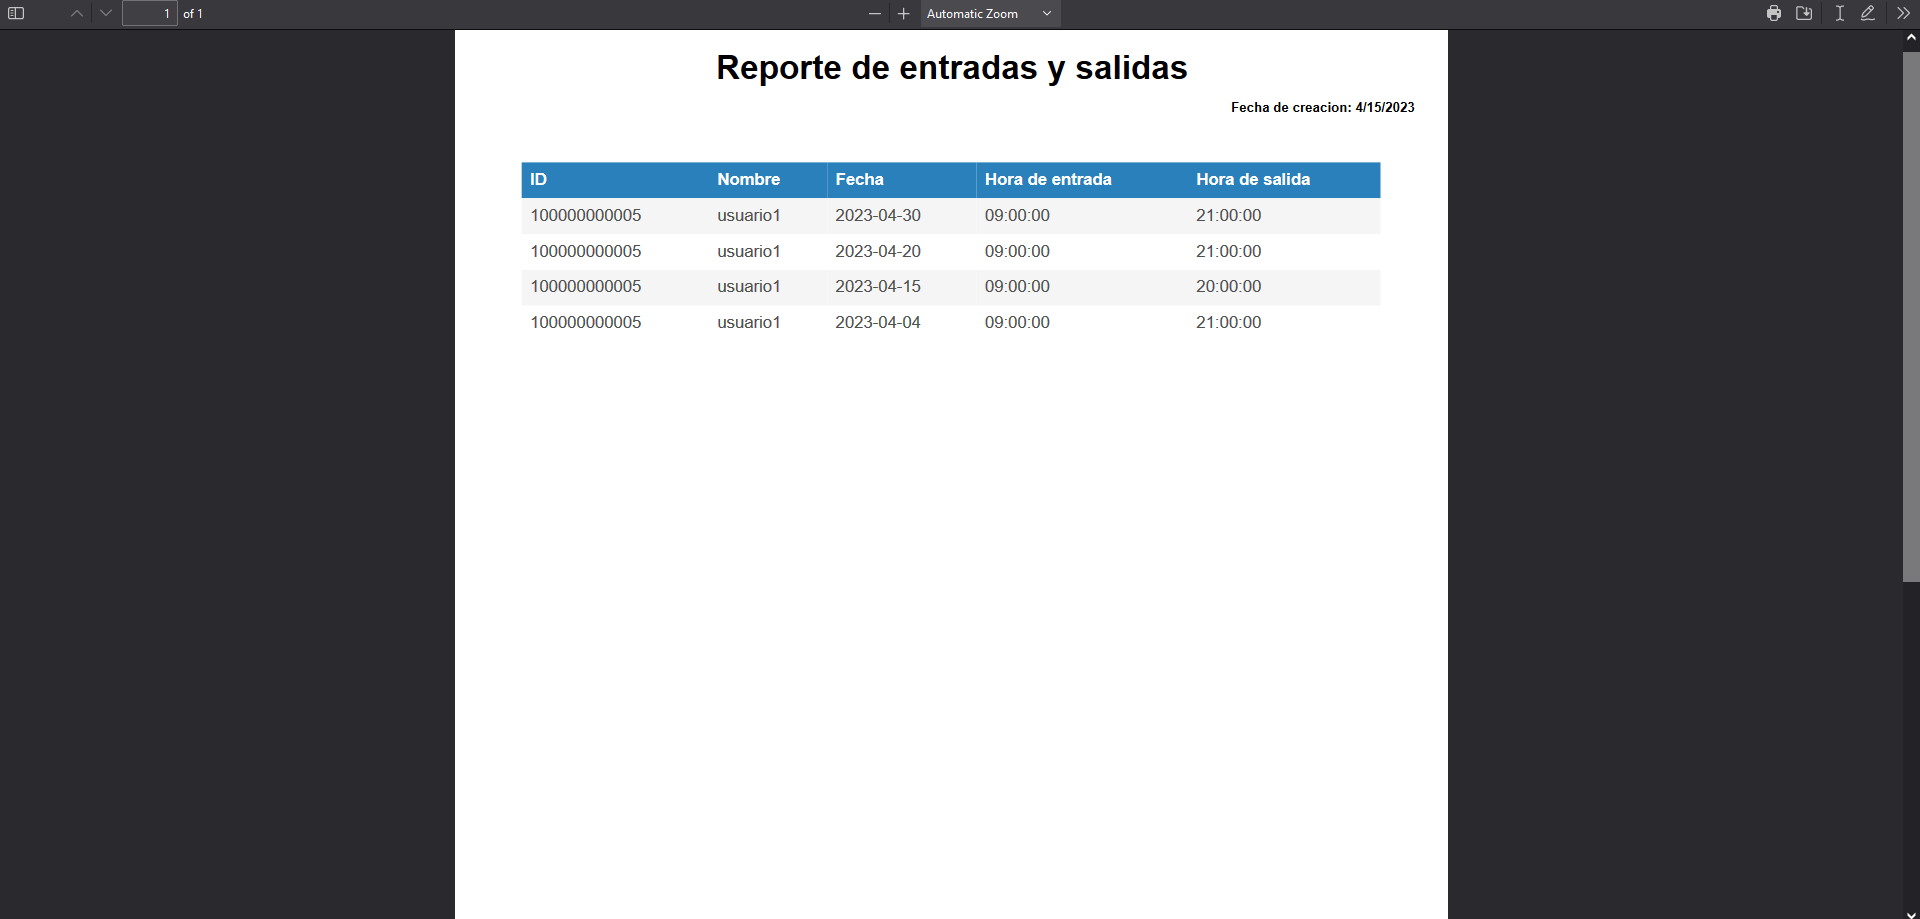 1 of 1 Automatic Zoom
Reporte de entradas y salidas
Fecha de creacion: 4/15/2023
ID Nombre Fecha Hora de entrada Hora de salida
100000000005 usuario1 2023-04-30 09:00:00 21:00:00
100000000005 usuario1 2023-04-20 09:00:00 21:00:00
100000000005 usuario1 2023-04-15 09:00:00 20:00:00
100000000005 usuario1 2023-04-04 09:00:00 21:00:00